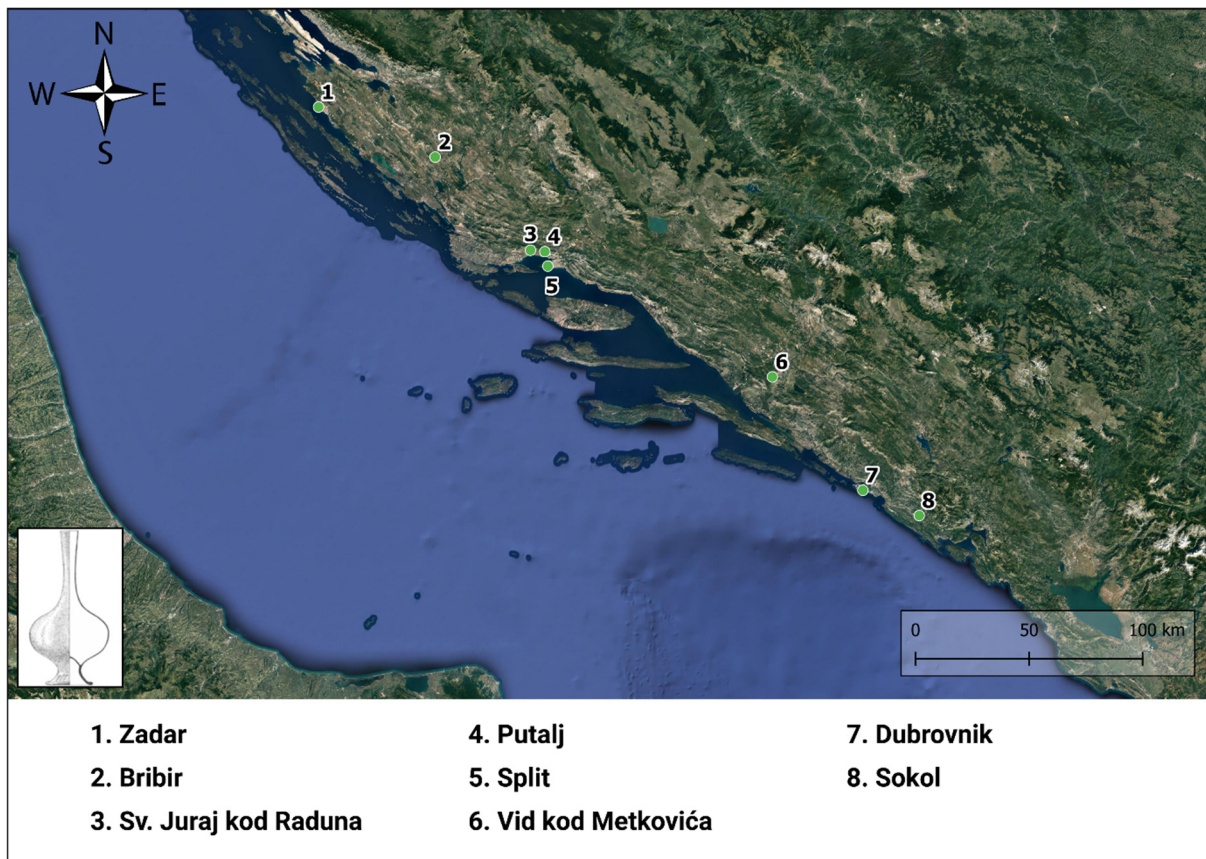 N
W E
S
1
2
3 4
5
6
7
8
0 50 100 km
1. Zadar
2. Bribir
3. Sv. Juraj kod Raduna
4. Putalj
5. Split
6. Vid kod Metkovića
7. Dubrovnik
8. Sokol